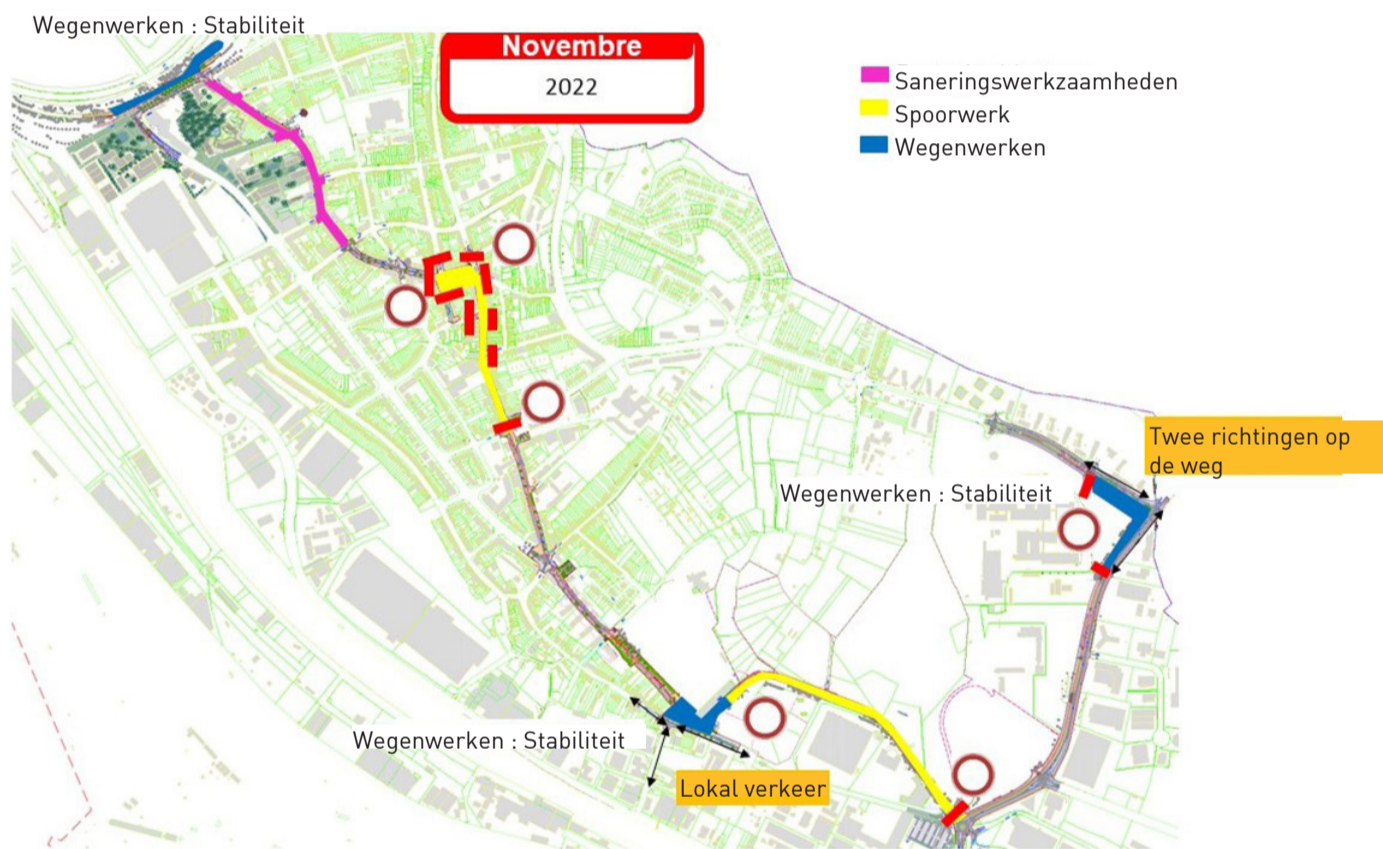 Wegenwerken : Stabiliteit
Novembre
2022
Saneringswerkzaamheden
Spoorwerk
Wegenwerken
Twee richtingen op
de weg
Wegenwerken : Stabiliteit
Wegenwerken : Stabiliteit
Lokal verkeer